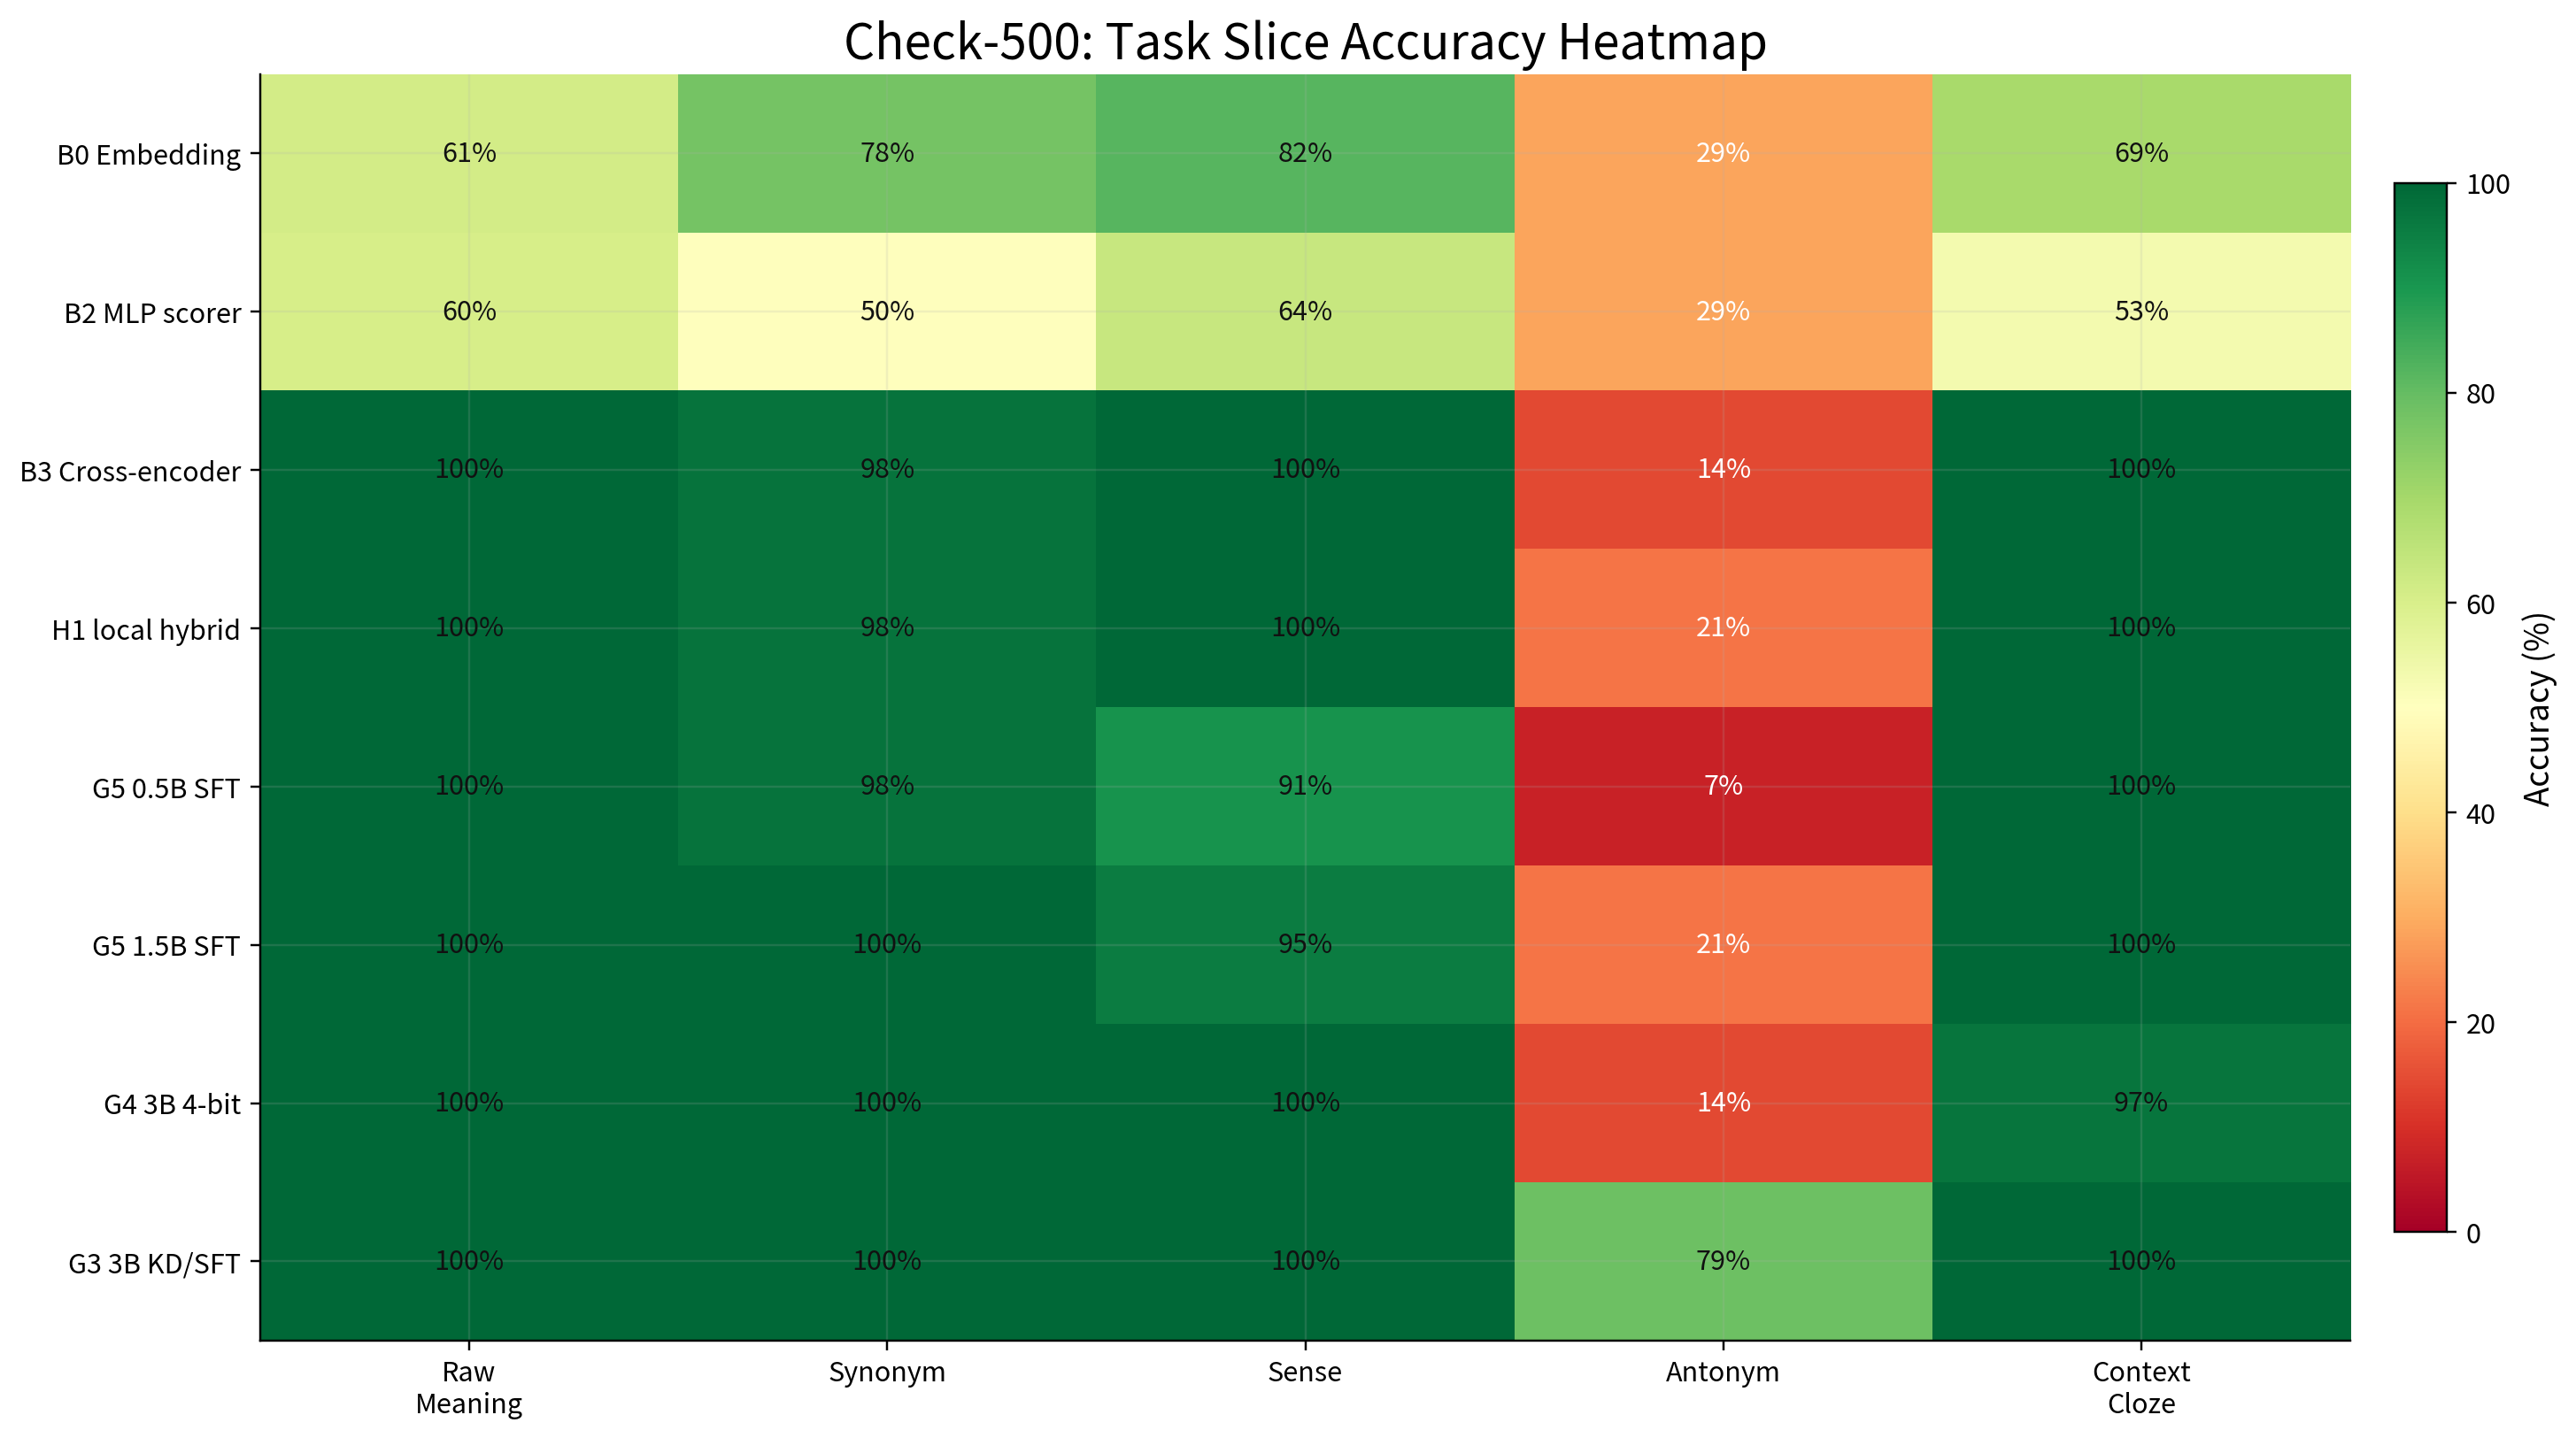 Check-500: Task Slice Accuracy Heatmap
B0 Embedding 61% 78% 82% 29% 69%
B2 MLP scorer 60% 50% 64% 29% 53%
B3 Cross-encoder 100% 98% 100% 14% 100%
H1 local hybrid 100% 98% 100% 21% 100%
G5 0.5B SFT 100% 98% 91% 7% 100%
G5 1.5B SFT 100% 100% 95% 21% 100%
G4 3B 4-bit 100% 100% 100% 14% 97%
G3 3B KD/SFT 100% 100% 100% 79% 100%
Raw Meaning Synonym Sense Antonym Context Cloze
100
80
60
40
20
0
Accuracy (%)